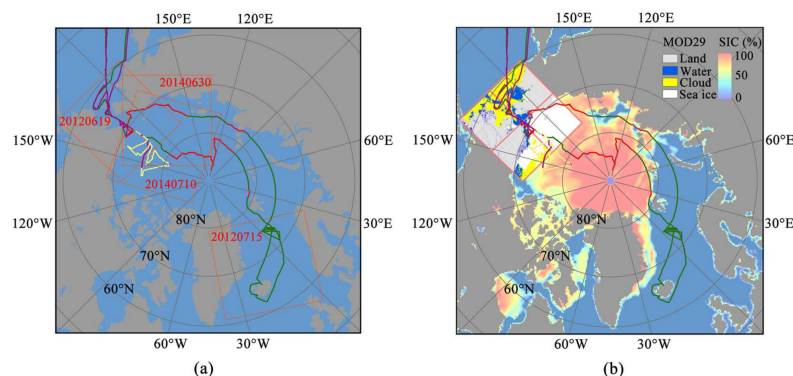 150°E
120°E
150°W
120°W
60°E
30°E
60°W
30°W
20140630
20120619
20140710
20120715
80°N
70°N
60°N
(a)
150°E
120°E
MOD29
Land
Water
Cloud
Sea ice
SIC (%)
100
50
0
150°W
120°W
60°E
30°E
80°N
70°N
60°N
60°W
30°W
(b)